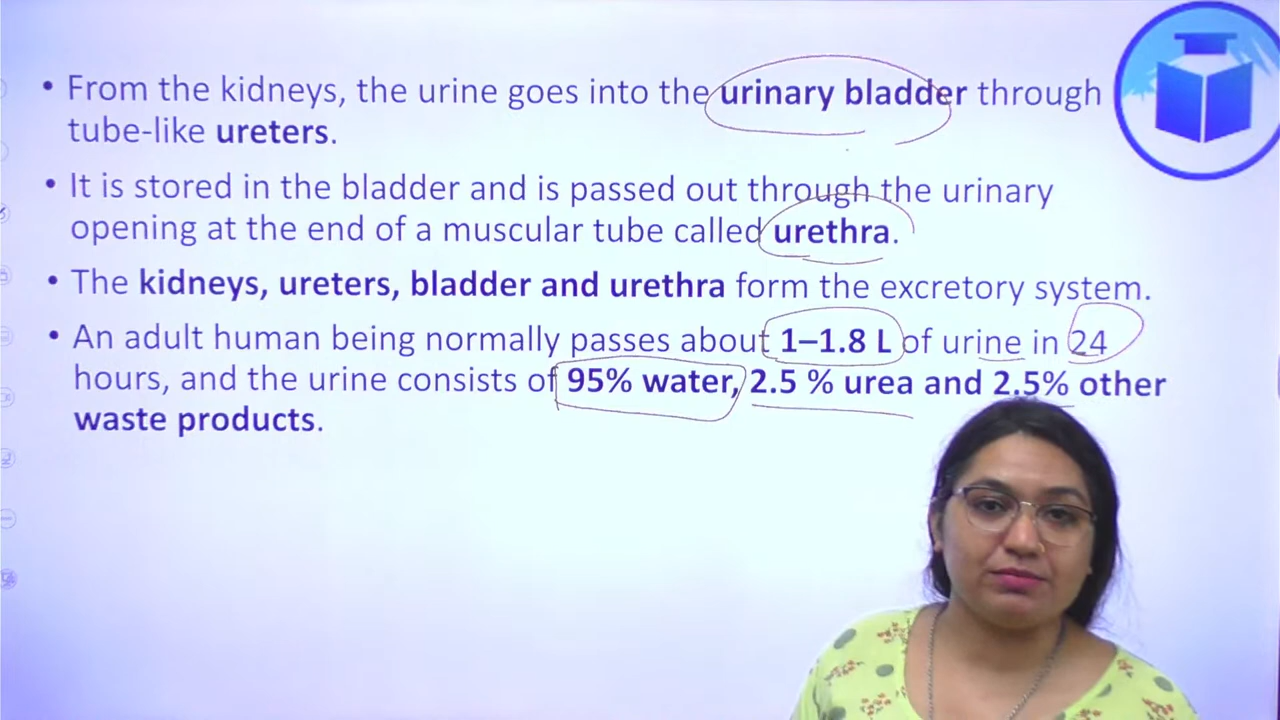 • From the kidneys, the urine goes into the urinary bladder through
tube-like ureters.
• It is stored in the bladder and is passed out through the urinary
opening at the end of a muscular tube called urethra.
• The kidneys, ureters, bladder and urethra form the excretory system.
• An adult human being normally passes about 1–1.8 L of urine in 24
hours, and the urine consists of 95% water, 2.5 % urea and 2.5% other
waste products.